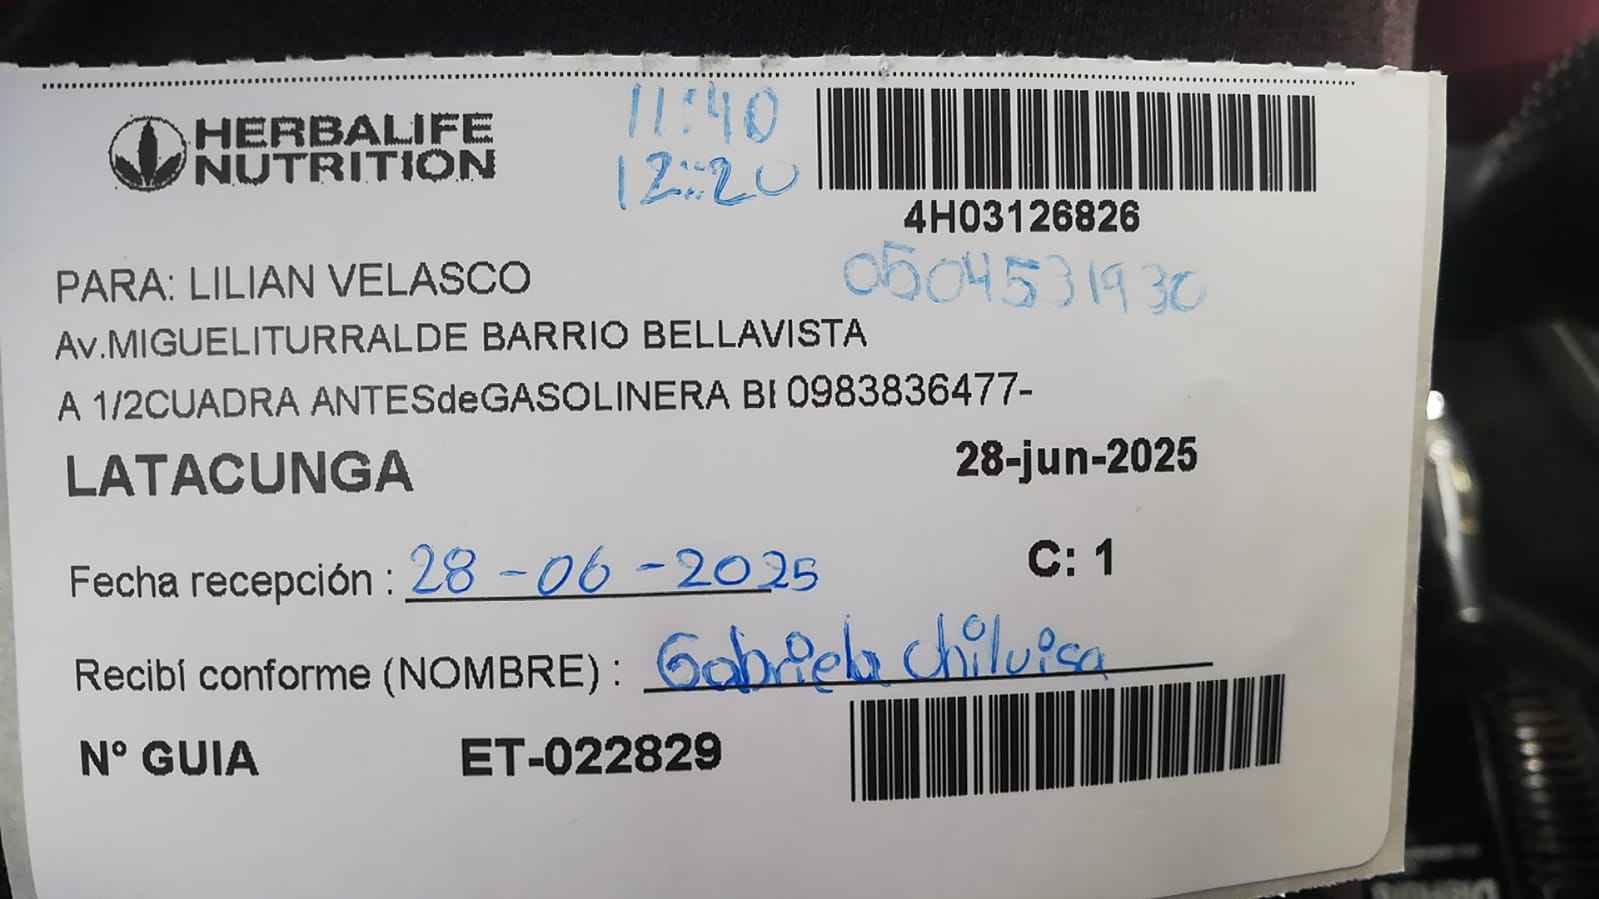 HERBALIFE
NUTRITION
11:40
12:20
4H03126826
0504531930
PARA: LILIAN VELASCO
Av.MIGUELITURRALDE BARRIO BELLAVISTA
A 1/2CUADRA ANTESdeGASOLINERA BI 0983836477-
LATACUNGA
28-jun-2025
Fecha recepción : 28-06-2025
C: 1
Recibí conforme (NOMBRE) : Gabriela Chiluisa
Nº GUIA ET-022829